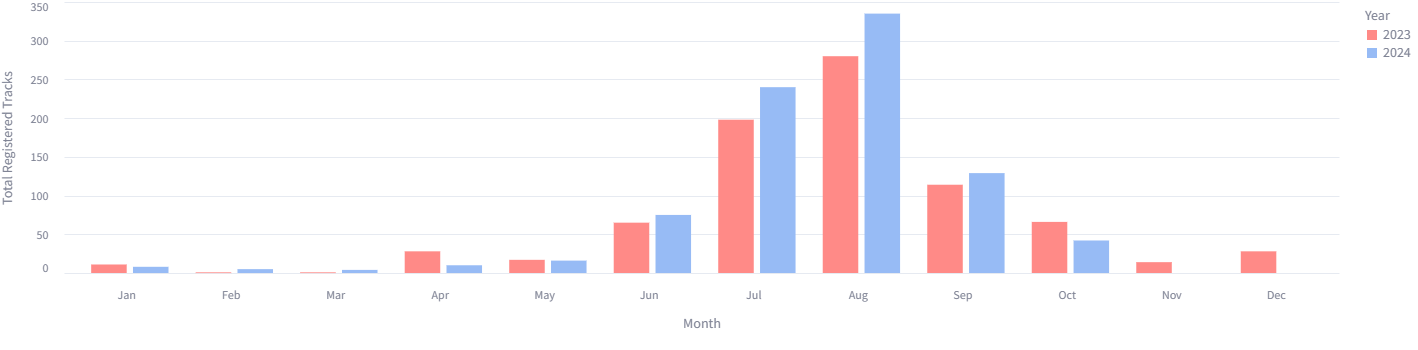 Total Registered Tracks
350
300
250
200
150
100
50
0
Jan Feb Mar Apr May Jun Jul Aug Sep Oct Nov Dec
Month
Year
2023
2024